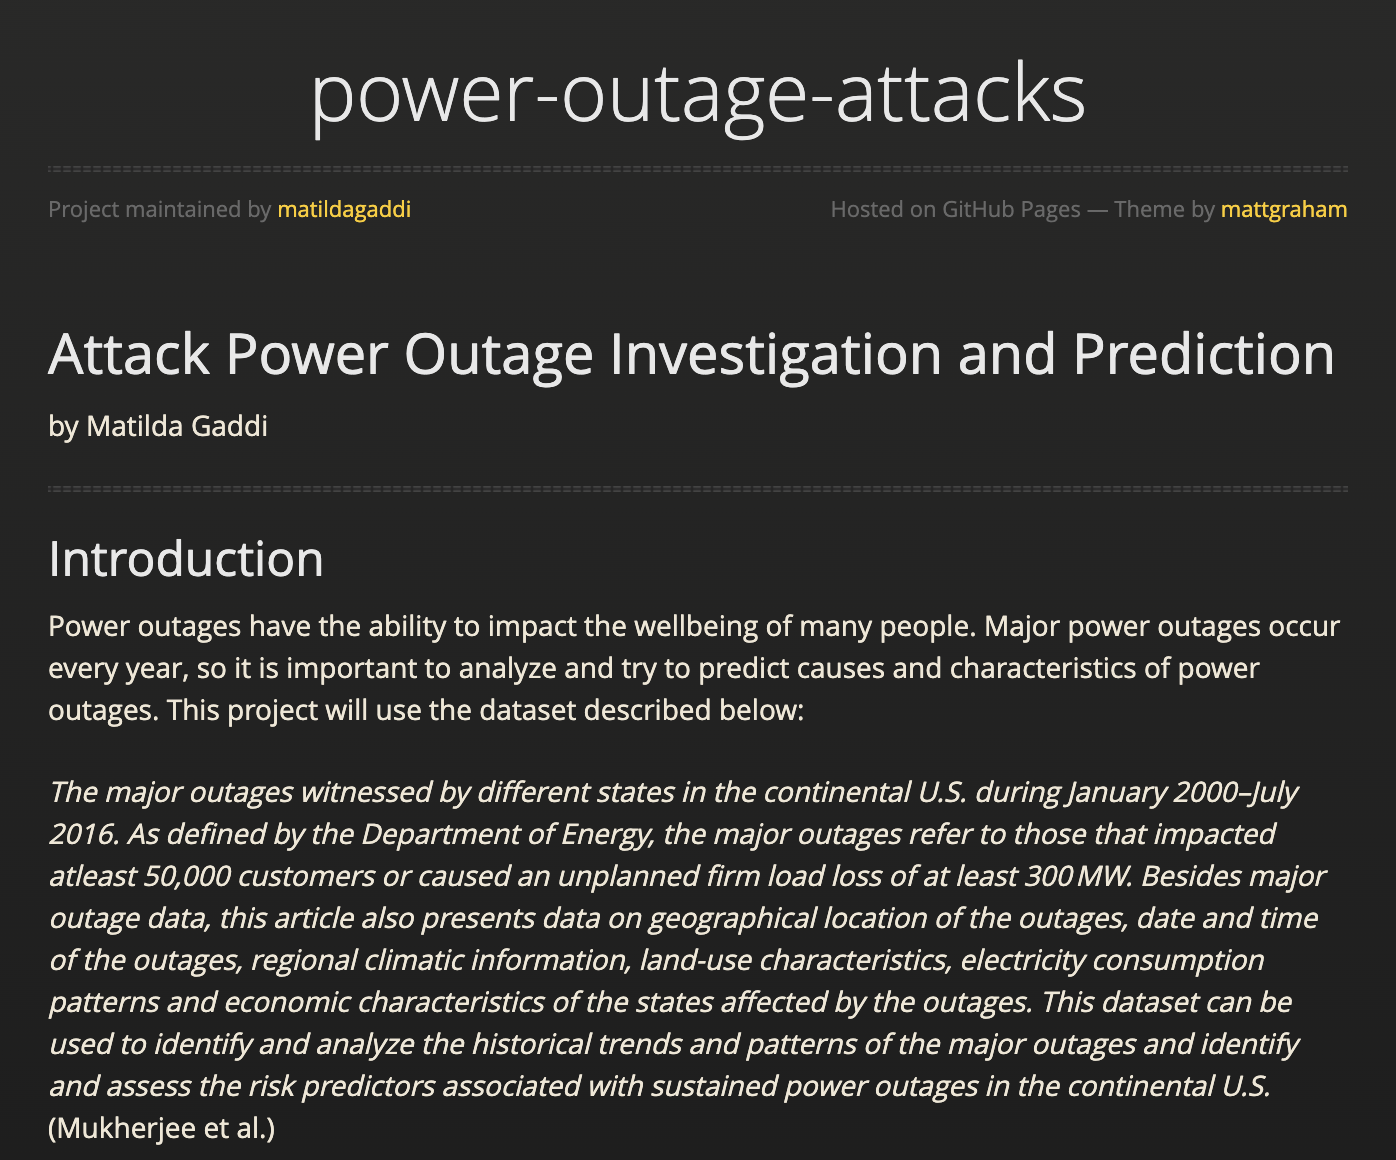 power-outage-attacks
Project maintained by matildagaddi
Hosted on GitHub Pages — Theme by mattgraham
Attack Power Outage Investigation and Prediction
by Matilda Gaddi
Introduction
Power outages have the ability to impact the wellbeing of many people. Major power outages occur
every year, so it is important to analyze and try to predict causes and characteristics of power
outages. This project will use the dataset described below:
The major outages witnessed by different states in the continental U.S. during January 2000–July
2016. As defined by the Department of Energy, the major outages refer to those that impacted
atleast 50,000 customers or caused an unplanned firm load loss of at least 300 MW. Besides major
outage data, this article also presents data on geographical location of the outages, date and time
of the outages, regional climatic information, land-use characteristics, electricity consumption
patterns and economic characteristics of the states affected by the outages. This dataset can be
used to identify and analyze the historical trends and patterns of the major outages and identify
and assess the risk predictors associated with sustained power outages in the continental U.S.
(Mukherjee et al.)